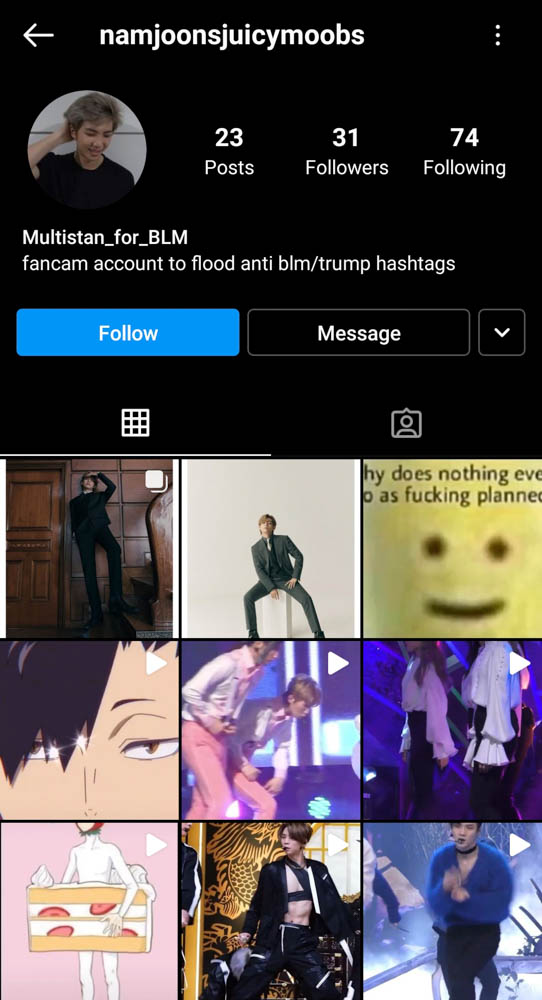 namjoonsjuicymoobs
23 31 74
Posts Followers Following
Multistan_for_BLM
fancam account to flood anti blm/trump hashtags
Follow Message
hy does nothing eve
o as fucking planned